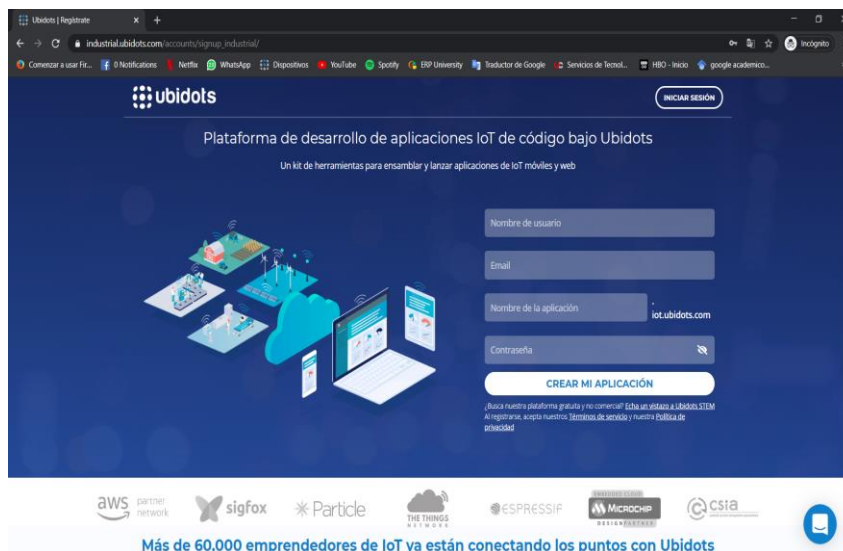 Ubidots | Regístrate
industrial.ubidots.com/accounts/signup_industrial/
Incógnito
Comenzar a usar Fir...
0 Notifications
Netflix
WhatsApp
Dispositivos
YouTube
Spotify
ERP University
Traductor de Google
Servicios de Tecnol...
HBO - Inicio
google academico...
ubidots
INICIAR SESIÓN
Plataforma de desarrollo de aplicaciones IoT de código bajo Ubidots
Un kit de herramientas para ensamblar y lanzar aplicaciones de IoT móviles y web
Nombre de usuario
Email
Nombre de la aplicación
.
iot.ubidots.com
Contraseña
CREAR MI APLICACIÓN
¿Busca nuestra plataforma gratuita y no comercial? Echa un vistazo a Ubidots STEM
Al registrarse, acepta nuestros Términos de servicio y nuestra Política de
privacidad
aws partner
network
sigfox
Particle
THE THINGS
NETWORK
ESPRESSIF
EMBEDDED CLOUD
MICROCHIP
DESIGN PARTNER
csia
Más de 60.000 emprendedores de IoT ya están conectando los puntos con Ubidots